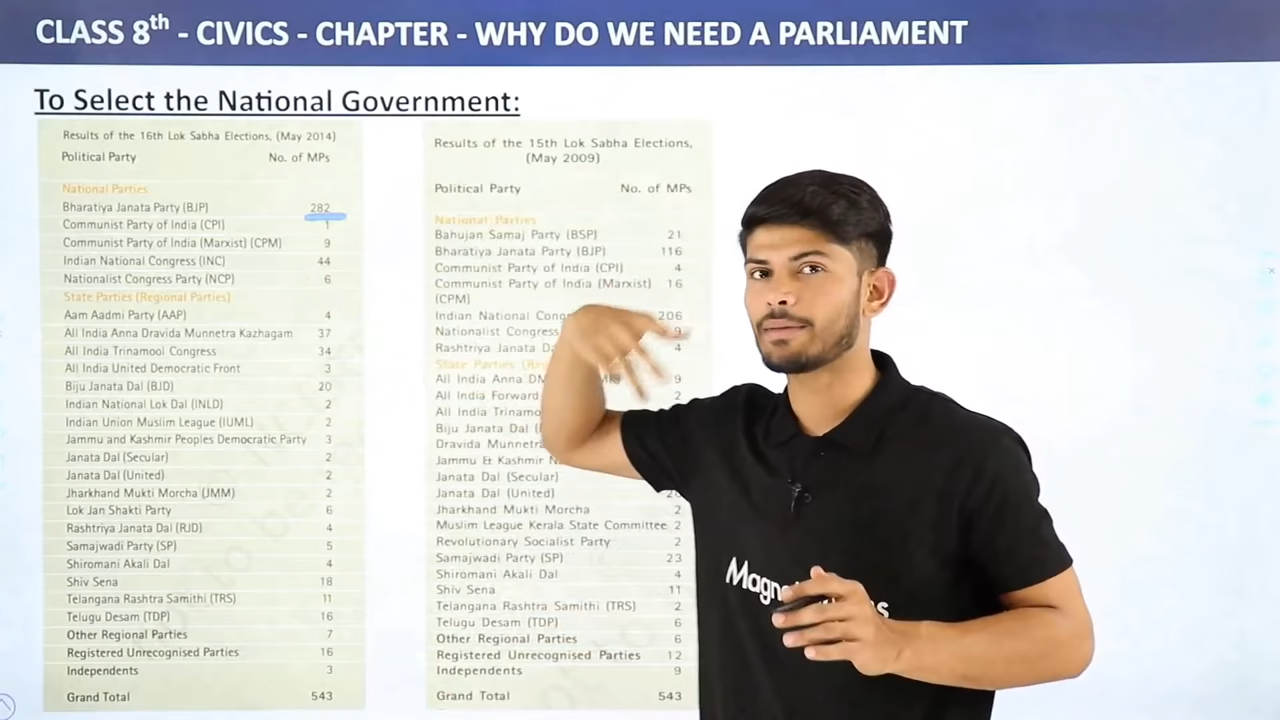 CLASS 8th - CIVICS - CHAPTER - WHY DO WE NEED A PARLIAMENT
To Select the National Government:
Results of the 16th Lok Sabha Elections, (May 2014)
Political Party No. of MPs
National Parties
Bharatiya Janata Party (BJP) 282
Communist Party of India (CPI) 1
Communist Party of India (Marxist) (CPM) 9
Indian National Congress (INC) 44
Nationalist Congress Party (NCP) 6
State Parties (Regional Parties)
Aam Aadmi Party (AAP) 4
All India Anna Dravida Munnetra Kazhagam 37
All India Trinamool Congress 34
All India United Democratic Front 3
Biju Janata Dal (BJD) 20
Indian National Lok Dal (INLD) 2
Indian Union Muslim League (IUML) 2
Jammu and Kashmir Peoples Democratic Party 3
Janata Dal (Secular) 2
Janata Dal (United) 2
Jharkhand Mukti Morcha (JMM) 2
Lok Jan Shakti Party 6
Rashtriya Janata Dal (RJD) 4
Samajwadi Party (SP) 5
Shiromani Akali Dal 4
Shiv Sena 18
Telangana Rashtra Samithi (TRS) 11
Telugu Desam (TDP) 16
Other Regional Parties 7
Registered Unrecognised Parties 16
Independents 3
Grand Total 543
Results of the 15th Lok Sabha Elections,
(May 2009)
Political Party No. of MPs
National Parties
Bahujan Samaj Party (BSP) 21
Bharatiya Janata Party (BJP) 116
Communist Party of India (CPI) 4
Communist Party of India (Marxist) 16
(CPM)
Indian National 206
Nationalist Congress 9
Rashtriya Janata 4
State Parties
All India Anna 9
All India Forward 2
All India
Biju Janata Dal
Dravida Munnetra
Jammu & Kashmir
Janata Dal (Secular)
Janata Dal (United)
Jharkhand Mukti Morcha 2
Muslim League Kerala State Committee 2
Revolutionary Socialist Party 2
Samajwadi Party (SP) 23
Shiromani Akali Dal 4
Shiv Sena 11
Telangana Rashtra Samithi (TRS) 2
Telugu Desam (TDP) 6
Other Regional Parties 6
Registered Unrecognised Parties 12
Independents 9
Grand Total 543